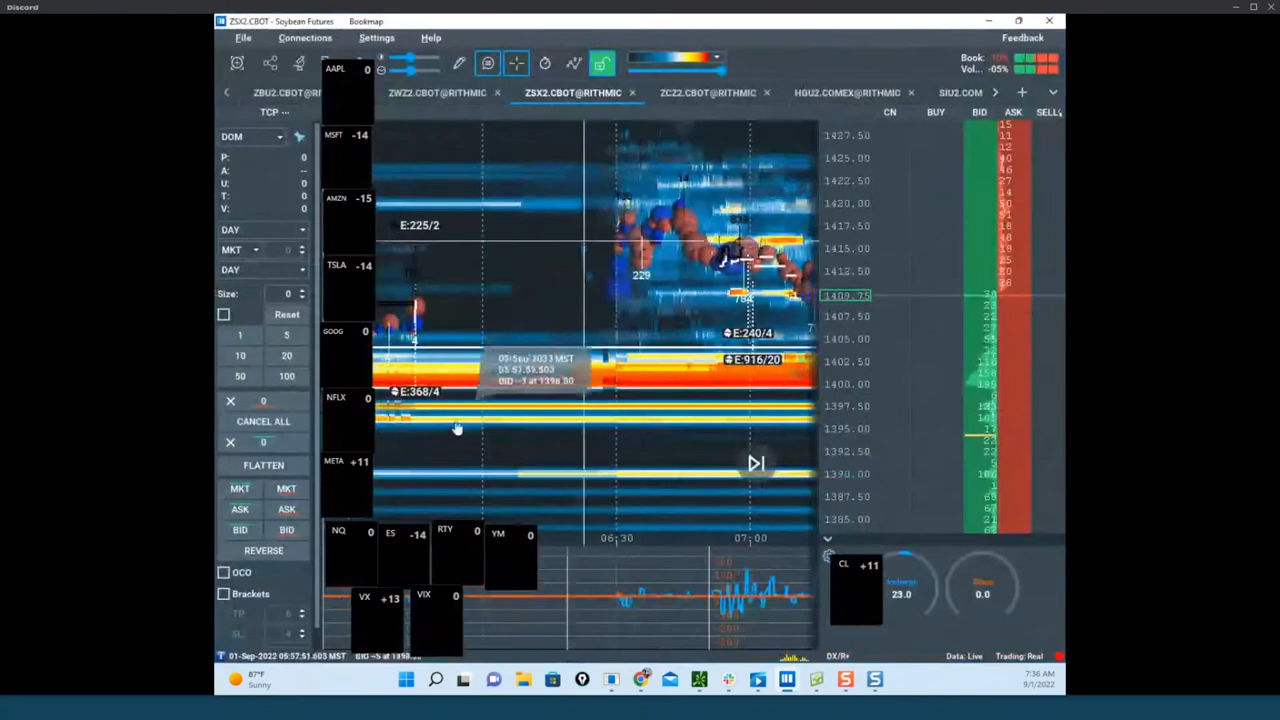 Discord
ZSX2.CBOT - Soybean Futures Bookmap
File Connections Settings Help Feedback
Book:
Vol... -05%
ZBU2.CBOT@RI ZWZ2.CBOT@RITHMIC ZSX2.CBOT@RITHMIC ZCZ2.CBOT@RITHMIC HGU2.COMEX@RITHMIC SIU2.COM
TCP ...
CN BUY BID ASK SELL
DOM
P: 0
A: --
U: 0
T: 0
V: 0
DAY
MKT
DAY
Size: 0
Reset
1 5
10 20
50 100
0
CANCEL ALL
0
FLATTEN
MKT MKT
ASK ASK
BID BID
REVERSE
OCO
Brackets
TP 6
SL 4
AAPL 0
MSFT -14
AMZN -15
TSLA -14
GOOG 0
NFLX 0
META +11
NQ 0
ES -14
RTY 0
YM 0
VX +13
VIX 0
CL +11
E:225/2
E:368/4
229
E:240/4
E:916/20
06:30 07:00
1427.50
1425.00
1422.50
1420.00
1417.50
1415.00
1412.50
1409.75
1407.50
1405.00
1402.50
1400.00
1397.50
1395.00
1392.50
1390.00
1387.50
1385.00
23.0
0.0
01-Sep-2022 05:57:51.603 MST
DX/R+ Data: Live Trading: Real
87°F
Sunny
7:36 AM
9/1/2022